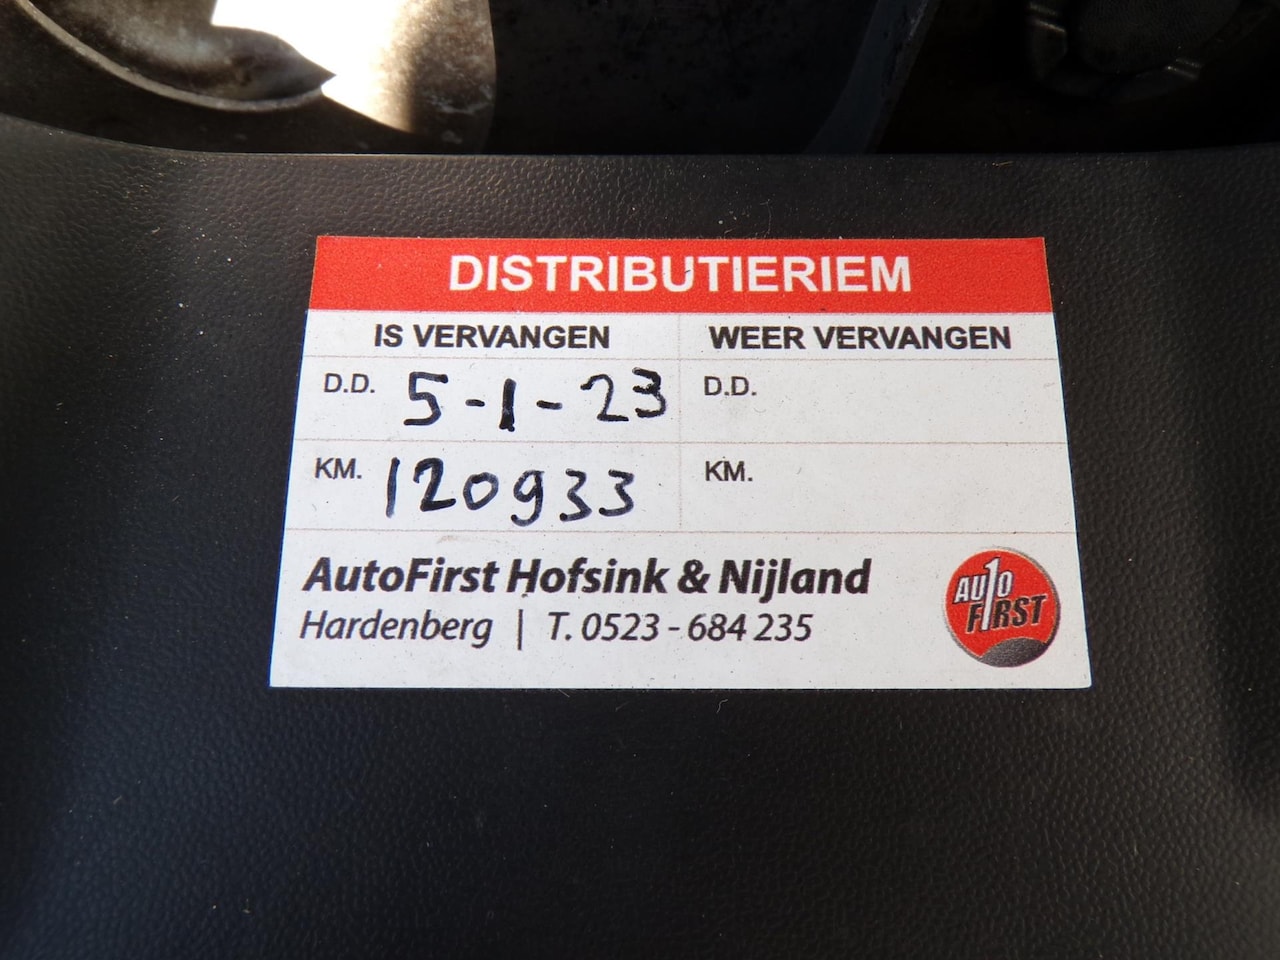 DISTRIBUTIERIEM
IS VERVANGEN WEER VERVANGEN
D.D. 5-1-23 D.D.
KM. 120933 KM.
AutoFirst Hofsink & Nijland
Hardenberg | T. 0523 - 684 235
AUTO
F1RST